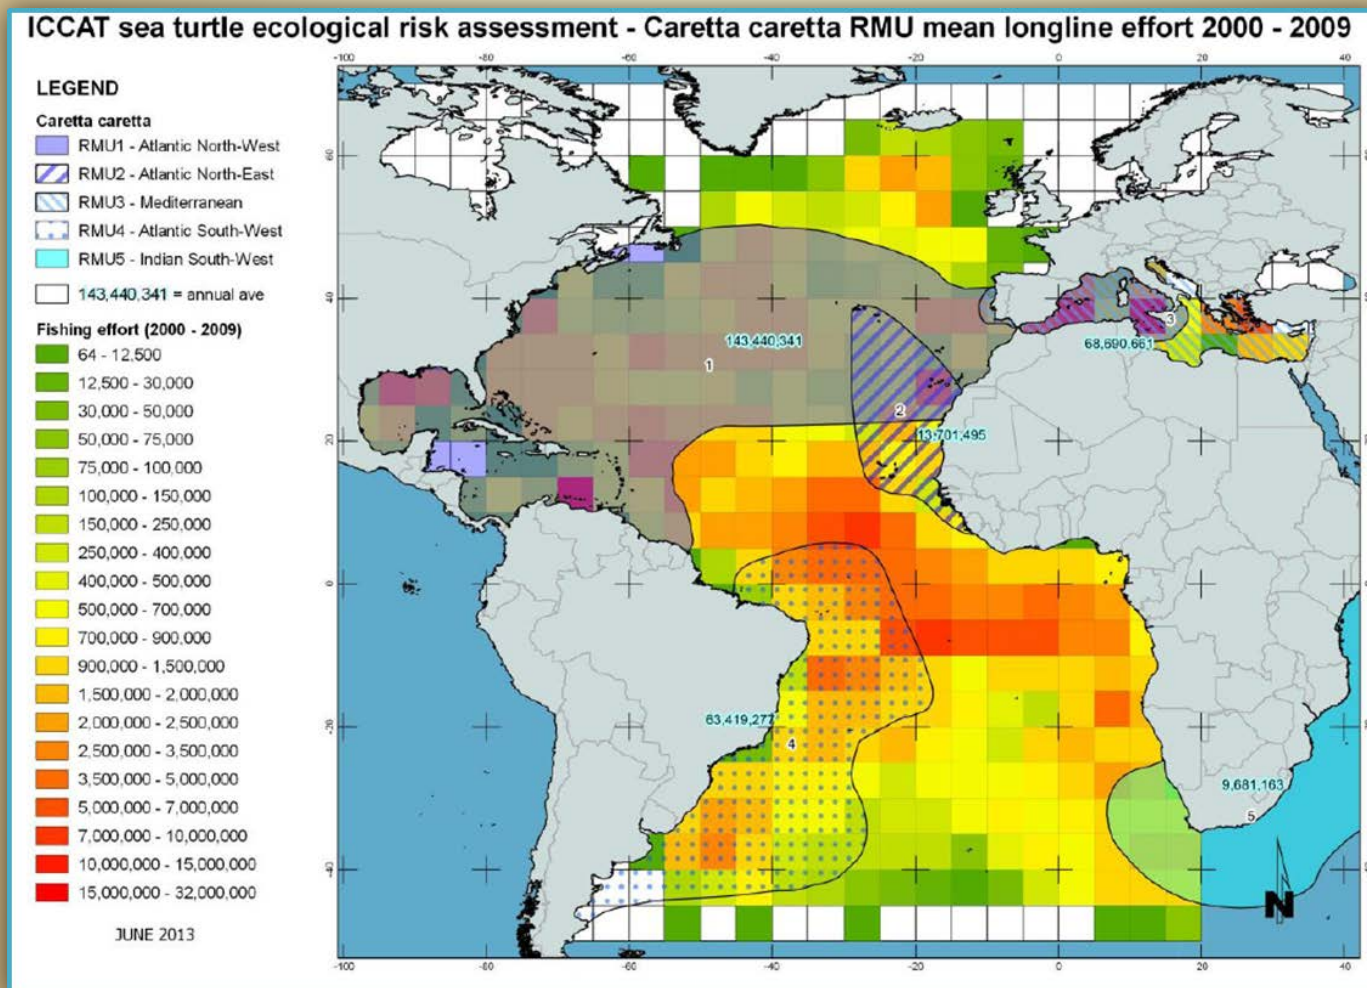 ICCAT sea turtle ecological risk assessment - Caretta caretta RMU mean longline effort 2000 - 2009
LEGEND
Caretta caretta
RMU1 - Atlantic North-West
RMU2 - Atlantic North-East
RMU3 - Mediterranean
RMU4 - Atlantic South-West
RMU5 - Indian South-West
143,440,341 = annual ave
Fishing effort (2000 - 2009)
64 - 12,500
12,500 - 30,000
30,000 - 50,000
50,000 - 75,000
75,000 - 100,000
100,000 - 150,000
150,000 - 250,000
250,000 - 400,000
400,000 - 500,000
500,000 - 700,000
700,000 - 900,000
900,000 - 1,500,000
1,500,000 - 2,000,000
2,000,000 - 2,500,000
2,500,000 - 3,500,000
3,500,000 - 5,000,000
5,000,000 - 7,000,000
7,000,000 - 10,000,000
10,000,000 - 15,000,000
15,000,000 - 32,000,000
JUNE 2013
-100 -80 -60 -40 -20 0 20 40
60
40
20
0
-20
-40
143,440,341
1
3
68,690,661
2
13,701,495
63,419,277
4
9,681,163
5
N
-100 -80 -60 -40 -20 0 20 40